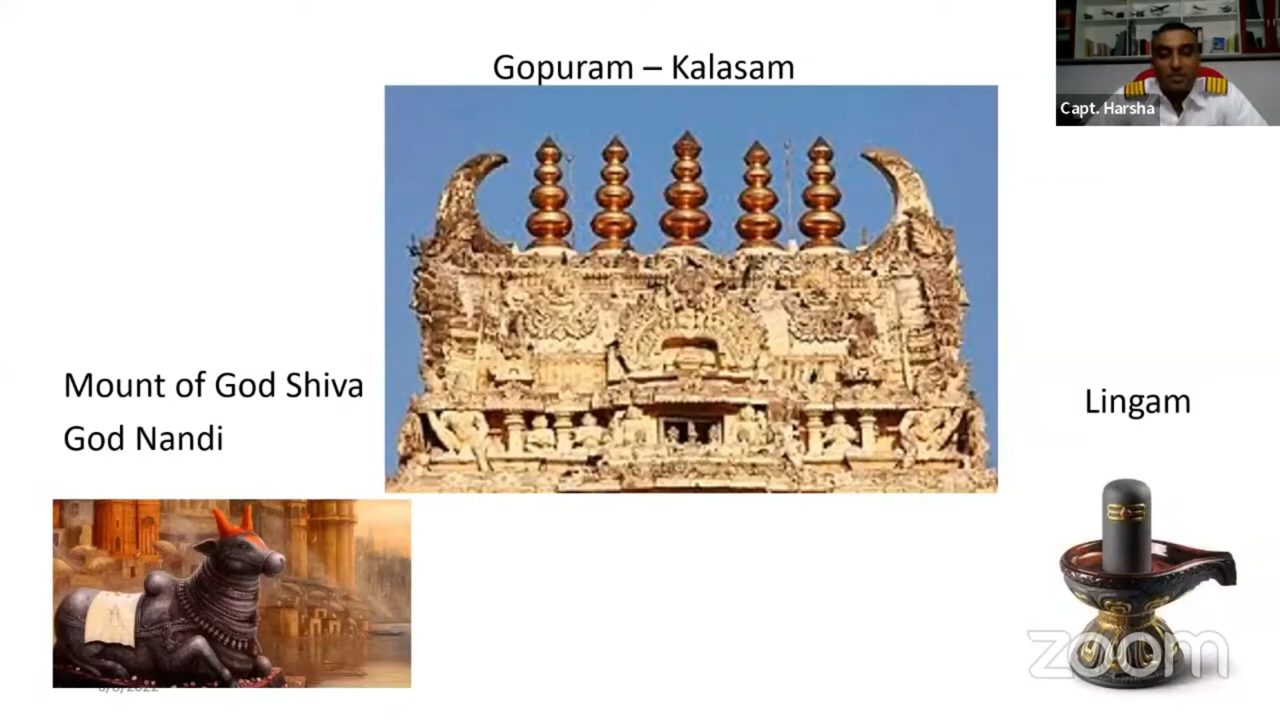 Gopuram – Kalasam
Capt. Harsha
Mount of God Shiva
God Nandi
Lingam
zoom